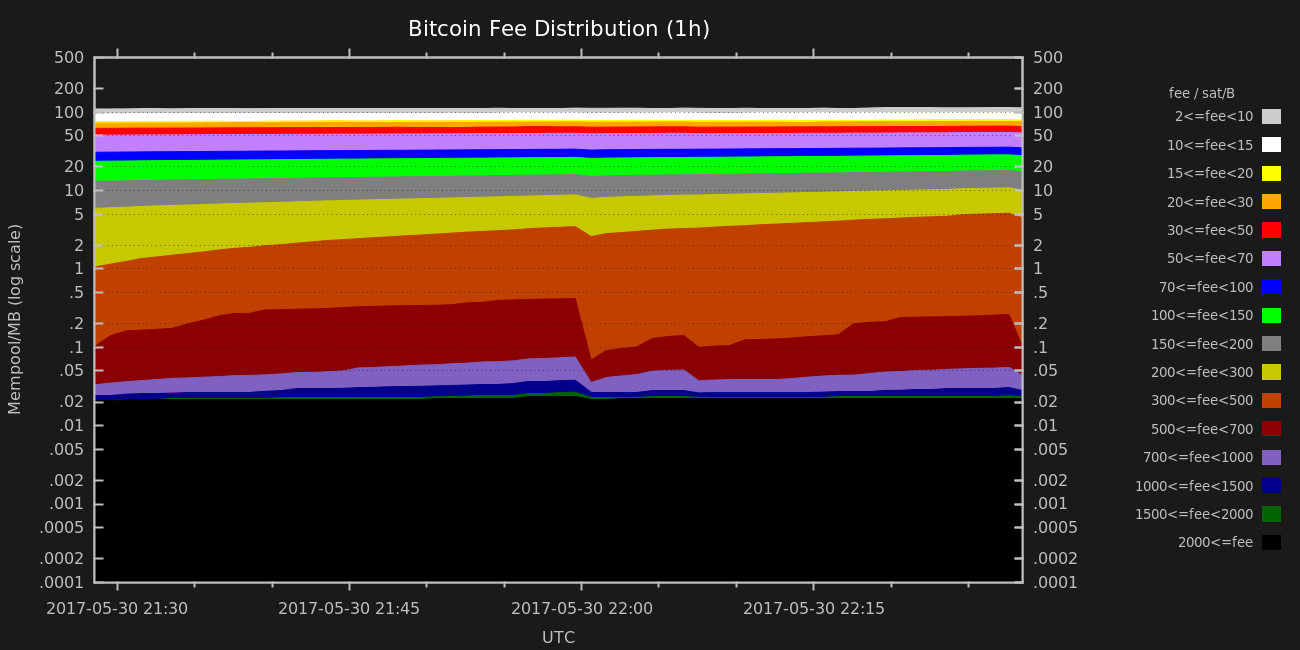 Bitcoin Fee Distribution (1h)
500
200
100
50
20
10
5
2
1
.5
.2
.1
.05
.02
.01
.005
.002
.001
.0005
.0002
.0001
Mempool/MB (log scale)
500
200
100
50
20
10
5
2
1
.5
.2
.1
.05
.02
.01
.005
.002
.001
.0005
.0002
.0001
2017-05-30 21:30
2017-05-30 21:45
2017-05-30 22:00
2017-05-30 22:15
UTC
fee / sat/B
2<=fee<10
10<=fee<15
15<=fee<20
20<=fee<30
30<=fee<50
50<=fee<70
70<=fee<100
100<=fee<150
150<=fee<200
200<=fee<300
300<=fee<500
500<=fee<700
700<=fee<1000
1000<=fee<1500
1500<=fee<2000
2000<=fee